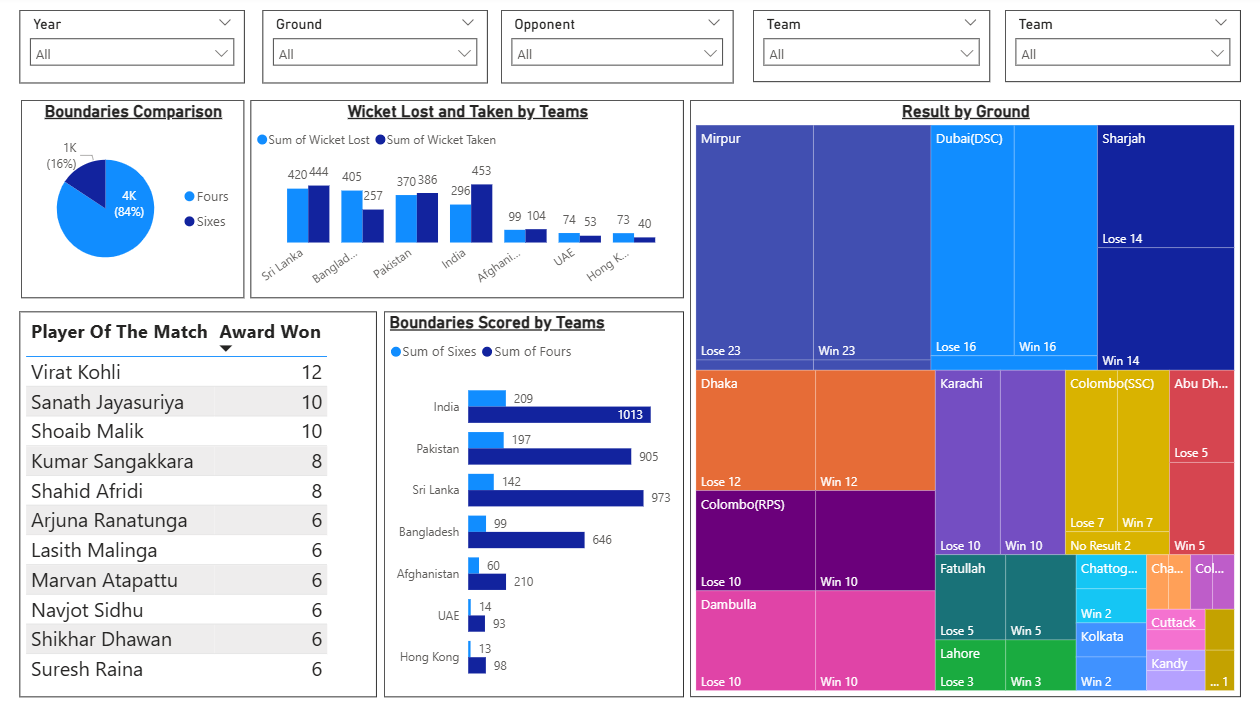 Year
All
Ground
All
Opponent
All
Team
All
Team
All
Boundaries Comparison
1K
(16%)
4K
(84%)
Fours
Sixes
Wicket Lost and Taken by Teams
Sum of Wicket Lost Sum of Wicket Taken
420 444 405 257 370 386 296 453 99 104 74 53 73 40
Sri Lanka Banglad... Pakistan India Afghani... UAE Hong K...
Player Of The Match Award Won
Virat Kohli 12
Sanath Jayasuriya 10
Shoaib Malik 10
Kumar Sangakkara 8
Shahid Afridi 8
Arjuna Ranatunga 6
Lasith Malinga 6
Marvan Atapattu 6
Navjot Sidhu 6
Shikhar Dhawan 6
Suresh Raina 6
Boundaries Scored by Teams
Sum of Sixes Sum of Fours
India 209 1013
Pakistan 197 905
Sri Lanka 142 973
Bangladesh 99 646
Afghanistan 60 210
UAE 14 93
Hong Kong 13 98
Result by Ground
Mirpur
Lose 23 Win 23
Dubai(DSC)
Lose 16 Win 16
Sharjah
Lose 14
Win 14
Dhaka
Lose 12 Win 12
Colombo(RPS)
Lose 10 Win 10
Dambulla
Lose 10 Win 10
Karachi
Lose 10 Win 10
Colombo(SSC)
Lose 7 Win 7
No Result 2
Abu Dh...
Lose 5
Win 5
Fatullah
Lose 5 Win 5
Lahore
Lose 3 Win 3
Chattog...
Win 2
Kolkata
Win 2
Cha...
Col...
Cuttack
Kandy
... 1